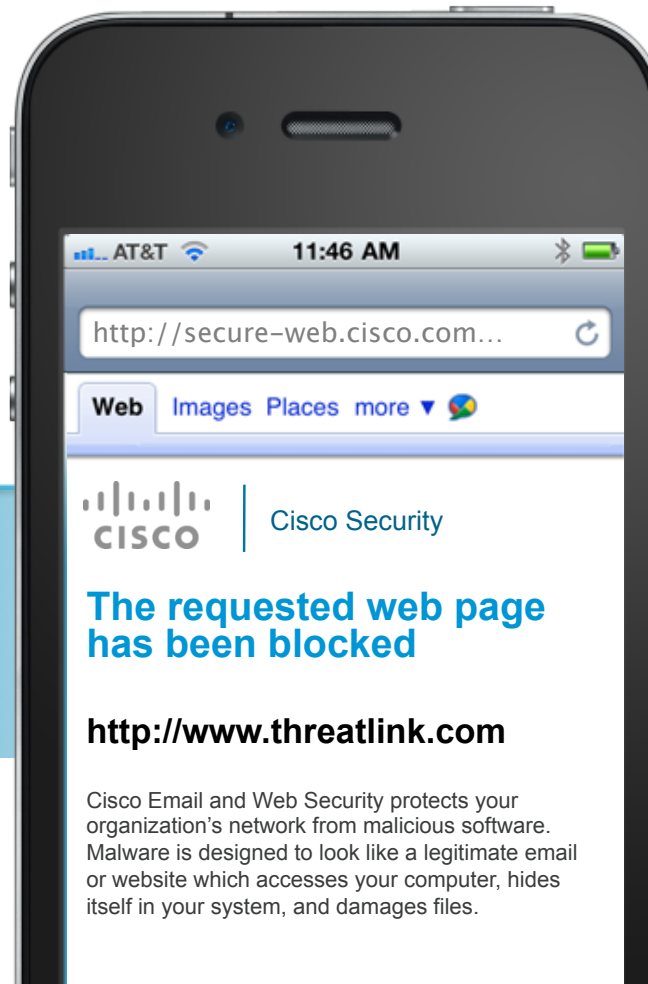 AT&T 11:46 AM
http://secure-web.cisco.com...
Web Images Places more ▼
CISCO
Cisco Security
The requested web page
has been blocked
http://www.threatlink.com
Cisco Email and Web Security protects your
organization’s network from malicious software.
Malware is designed to look like a legitimate email
or website which accesses your computer, hides
itself in your system, and damages files.